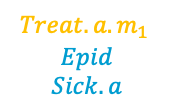 Treat. a. m₁
Epid
Sick. a